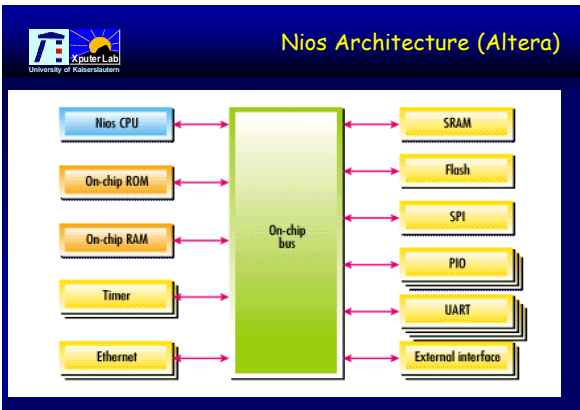 Nios Architecture (Altera)
Xputer Lab
University of Kaiserslautern
Nios CPU
On-chip ROM
On-chip RAM
Timer
Ethernet
On-chip
bus
SRAM
Flash
SPI
PIO
UART
External interface